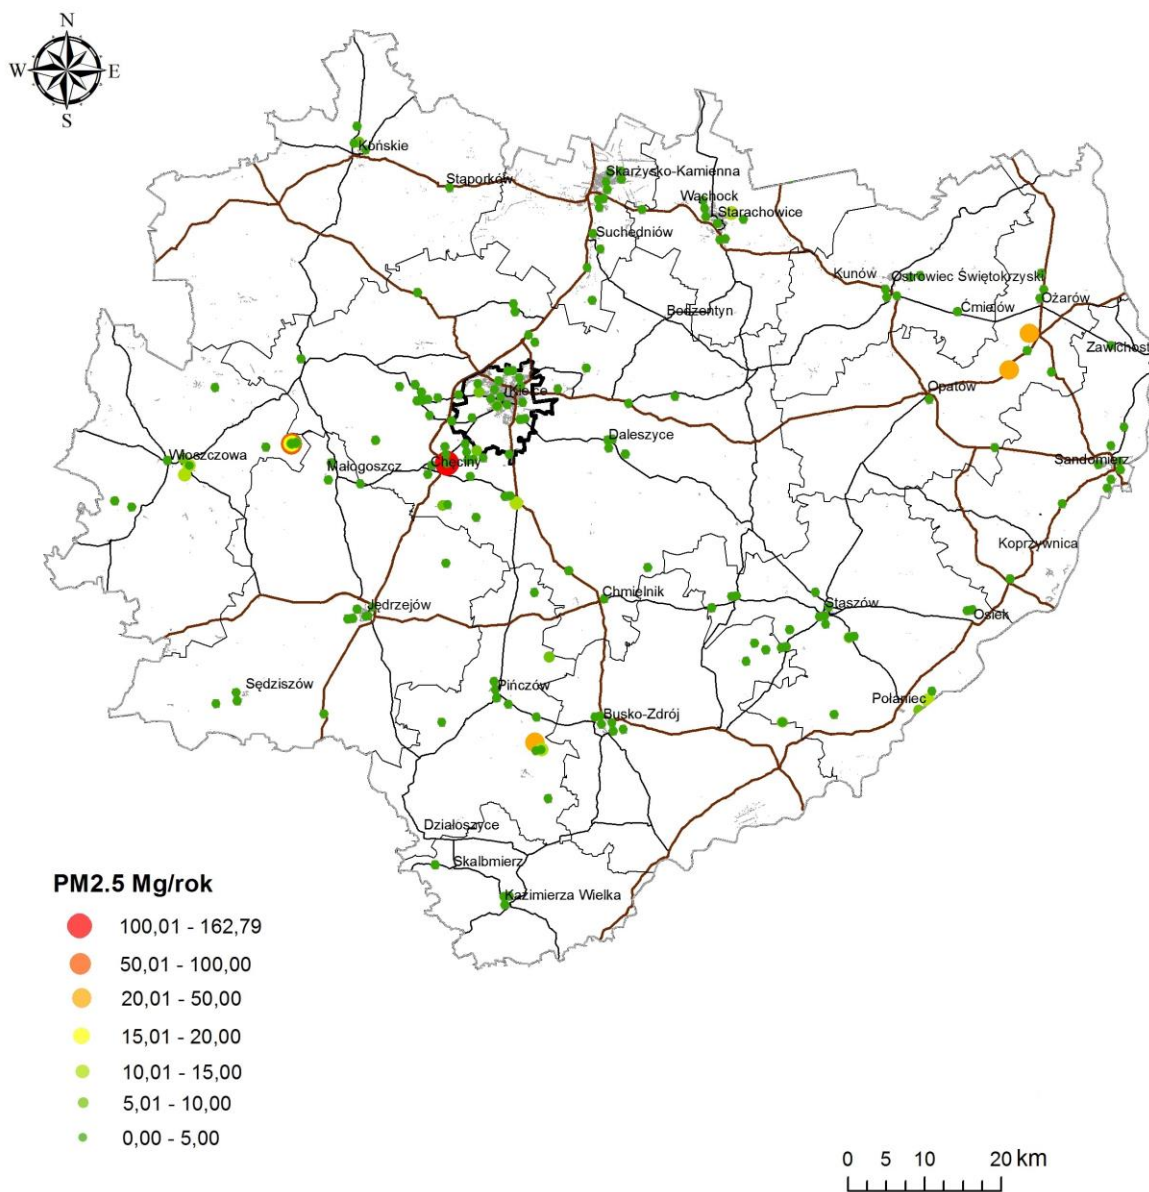 N
W E
S
Końskie
Stąporków
Skarżysko-Kamienna
Wąchock
Starachowice
Suchedniów
Kunów
Ostrowiec Świętokrzyski
Bodzentyn
Ćmielów
Ożarów
Zawichost
Kielce
Opatów
Daleszyce
Włoszczowa
Małogoszcz
Chęciny
Sandomierz
Koprzywnica
Chmielnik
Staszów
Jędrzejów
Osiek
Sędziszów
Pińczów
Połaniec
Busko-Zdrój
Działoszyce
Skalbmierz
Kazimierza Wielka
PM2.5 Mg/rok
100,01 - 162,79
50,01 - 100,00
20,01 - 50,00
15,01 - 20,00
10,01 - 15,00
5,01 - 10,00
0,00 - 5,00
0 5 10 20 km